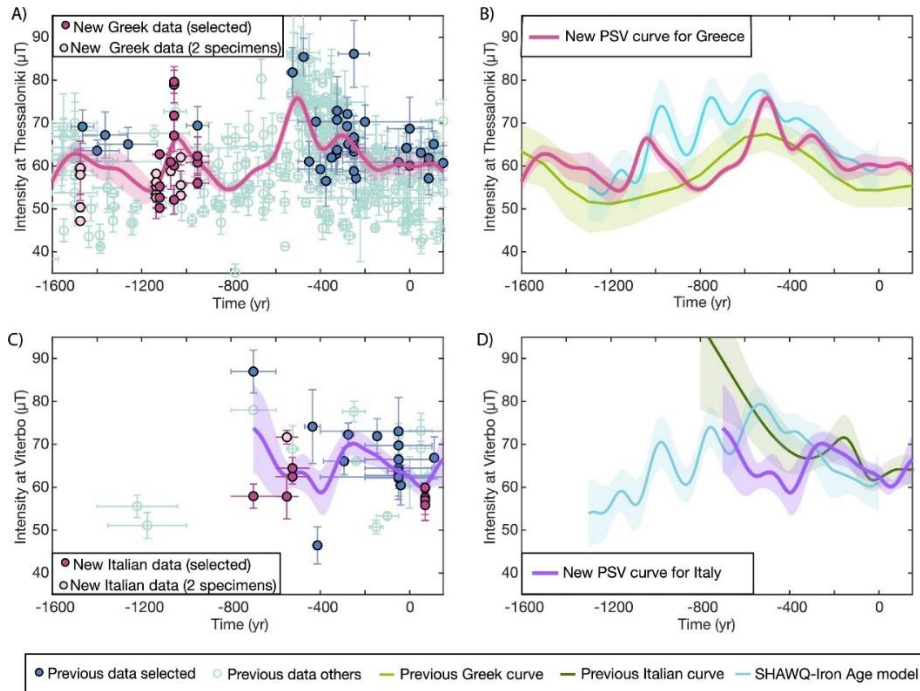 A)
New Greek data (selected)
New Greek data (2 specimens)
Intensity at Thessaloniki (μT)
90
80
70
60
50
40
-1600
-1200
-800
-400
0
Time (yr)
B)
New PSV curve for Greece
Intensity at Thessaloniki (μT)
90
80
70
60
50
40
-1600
-1200
-800
-400
0
Time (yr)
C)
New Italian data (selected)
New Italian data (2 specimens)
Intensity at Viterbo (μT)
90
80
70
60
50
40
-1600
-1200
-800
-400
0
Time (yr)
D)
New PSV curve for Italy
Intensity at Viterbo (μT)
90
80
70
60
50
40
-1600
-1200
-800
-400
0
Time (yr)
Previous data selected Previous data others Previous Greek curve Previous Italian curve SHAWQ-Iron Age model